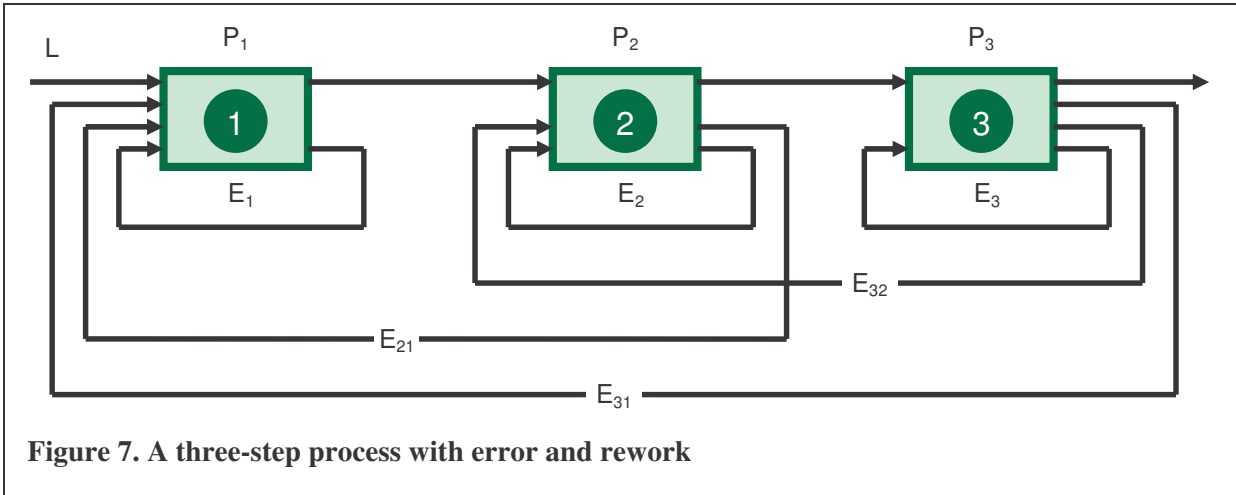 L
P₁ P₂ P₃
1 2 3
E₁ E₂ E₃
E₃₂
E₂₁
E₃₁
Figure 7. A three-step process with error and rework